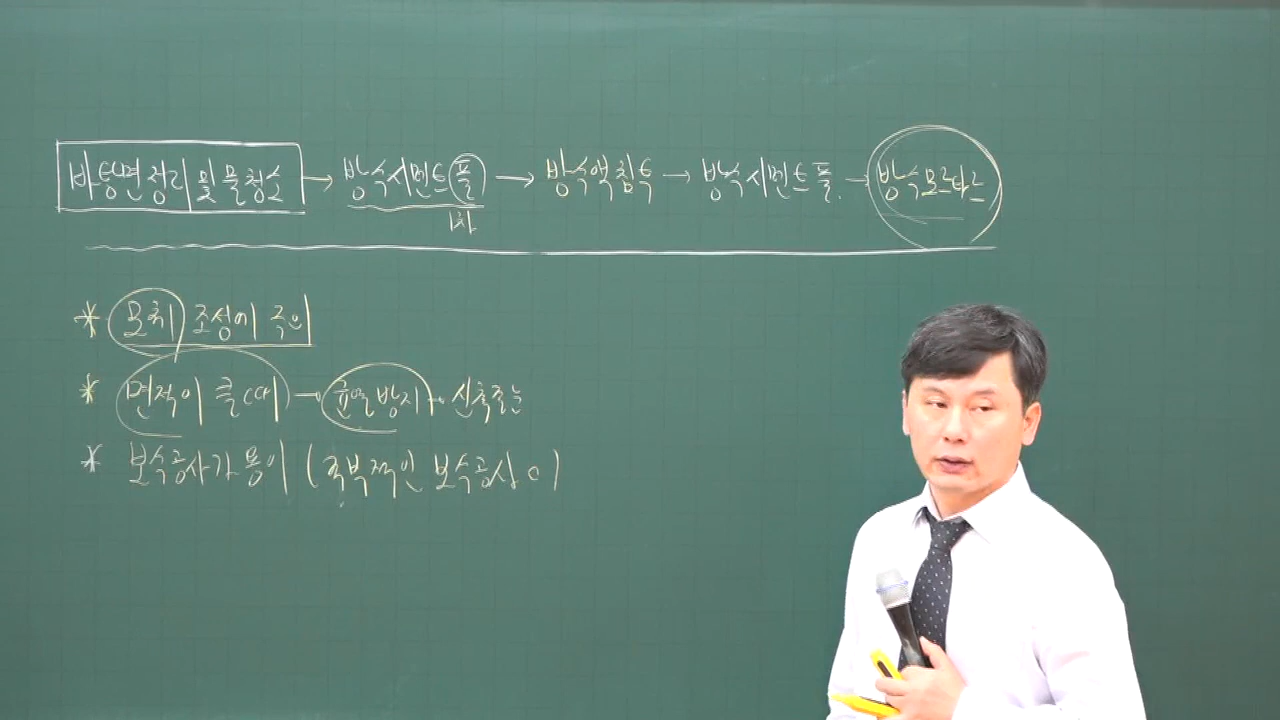 바탕면정리 및 물청소 → 방수시멘트풀 → 방수액침투 → 방수시멘트풀. → 방수모르타르
1차
* 모취 조성에 주의
* 면적이 클때 → 균열방지. 신축줄눈
* 보수공사가 용이 (국부적인 보수공사